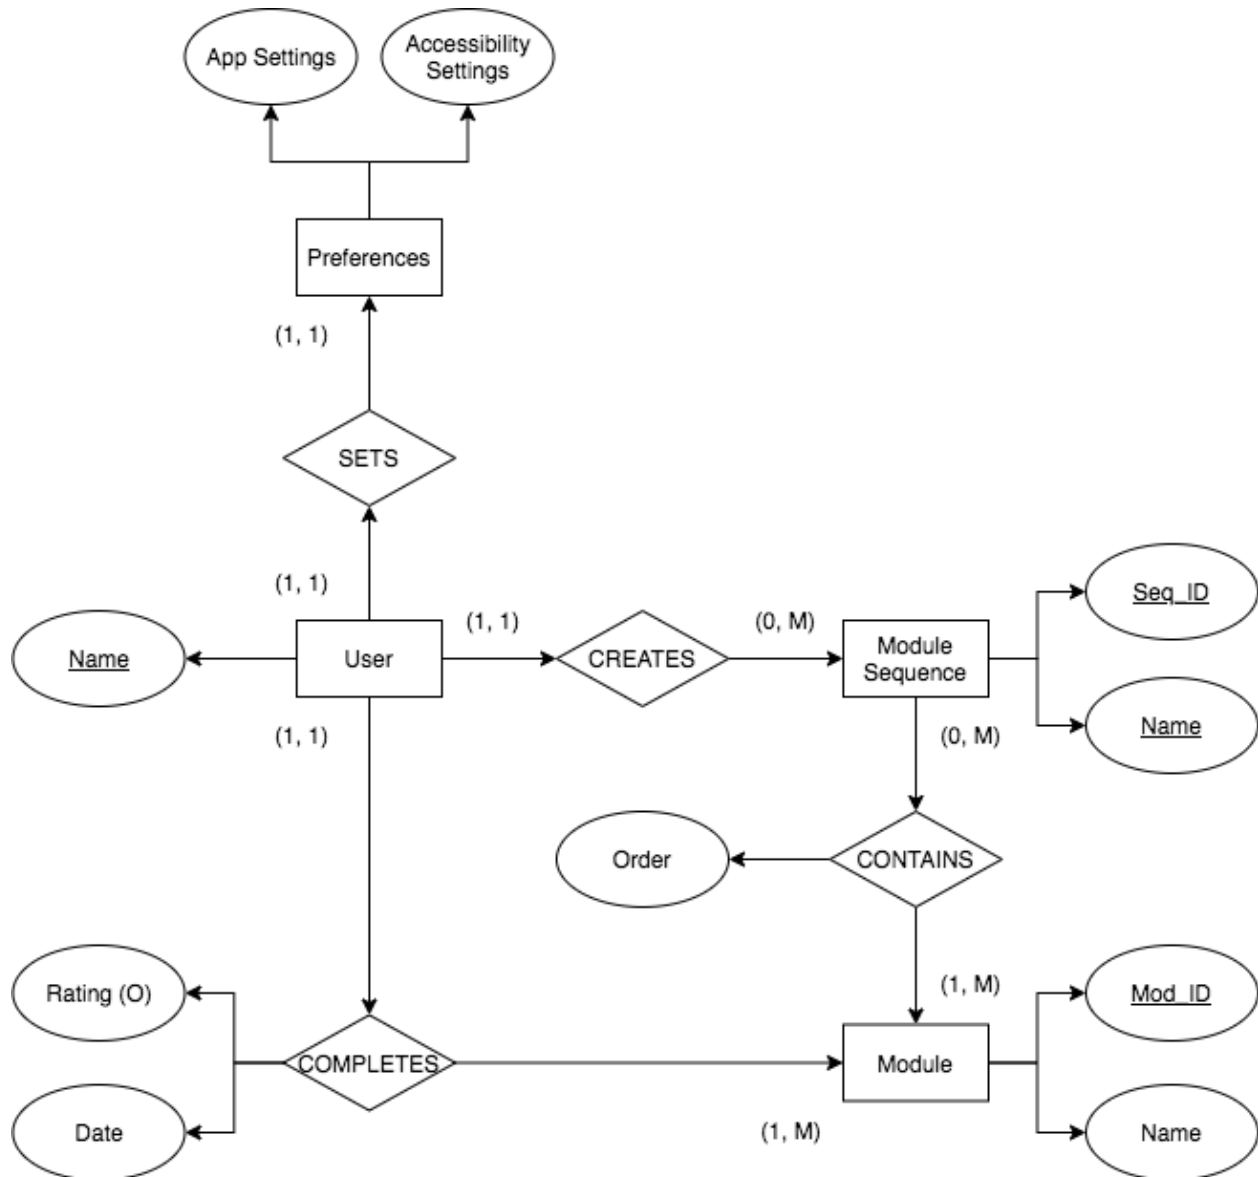 App Settings
Accessibility
Settings
Preferences
(1, 1)
SETS
(1, 1)
Name
User
(1, 1)
CREATES
(0, M)
Module
Sequence
Seq_ID
Name
(1, 1)
(0, M)
Order
CONTAINS
Rating (O)
(1, M)
Mod_ID
COMPLETES
Module
Date
(1, M)
Name